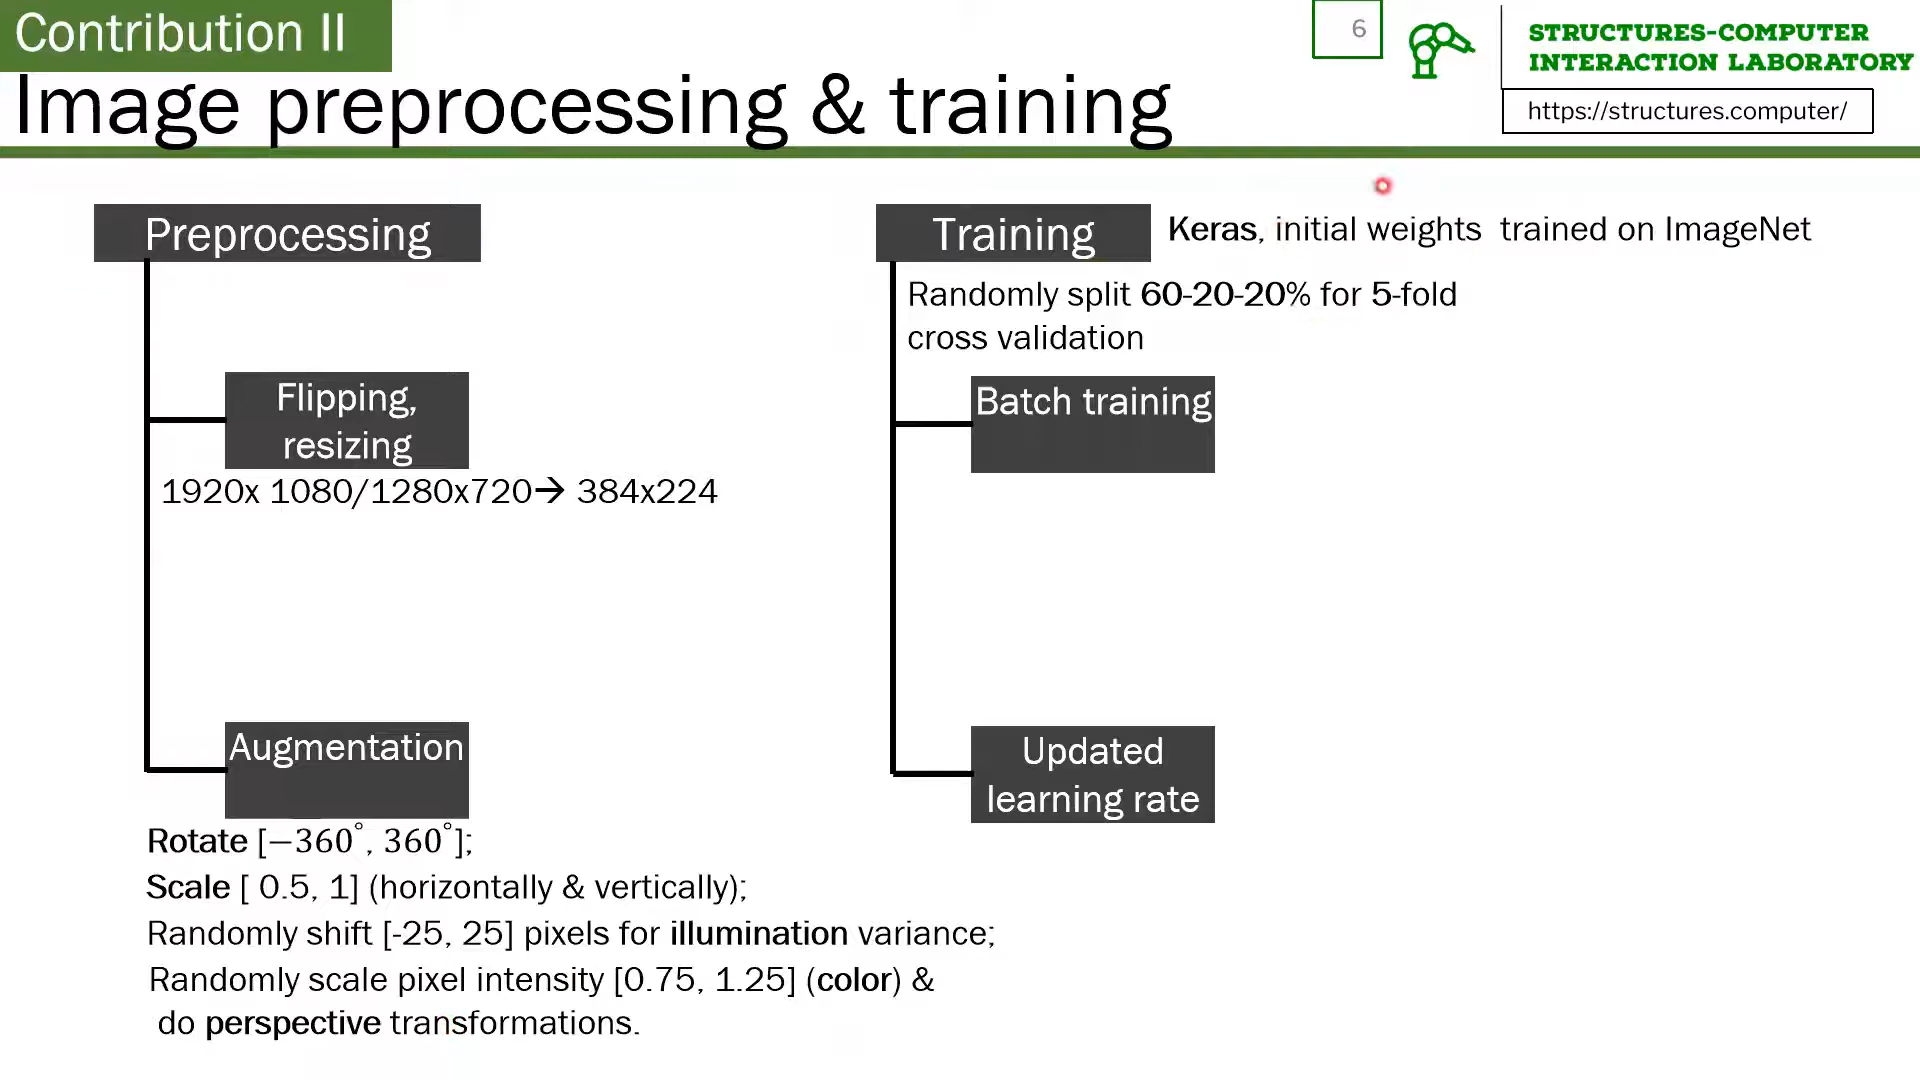 Contribution II
6
STRUCTURES-COMPUTER
INTERACTION LABORATORY
https://structures.computer/
Image preprocessing & training
Preprocessing
Flipping,
resizing
1920x 1080/1280x720→ 384x224
Augmentation
Rotate [−360°, 360°];
Scale [ 0.5, 1] (horizontally & vertically);
Randomly shift [-25, 25] pixels for illumination variance;
Randomly scale pixel intensity [0.75, 1.25] (color) &
do perspective transformations.
Training
Keras, initial weights  trained on ImageNet
Randomly split 60-20-20% for 5-fold
cross validation
Batch training
Updated
learning rate